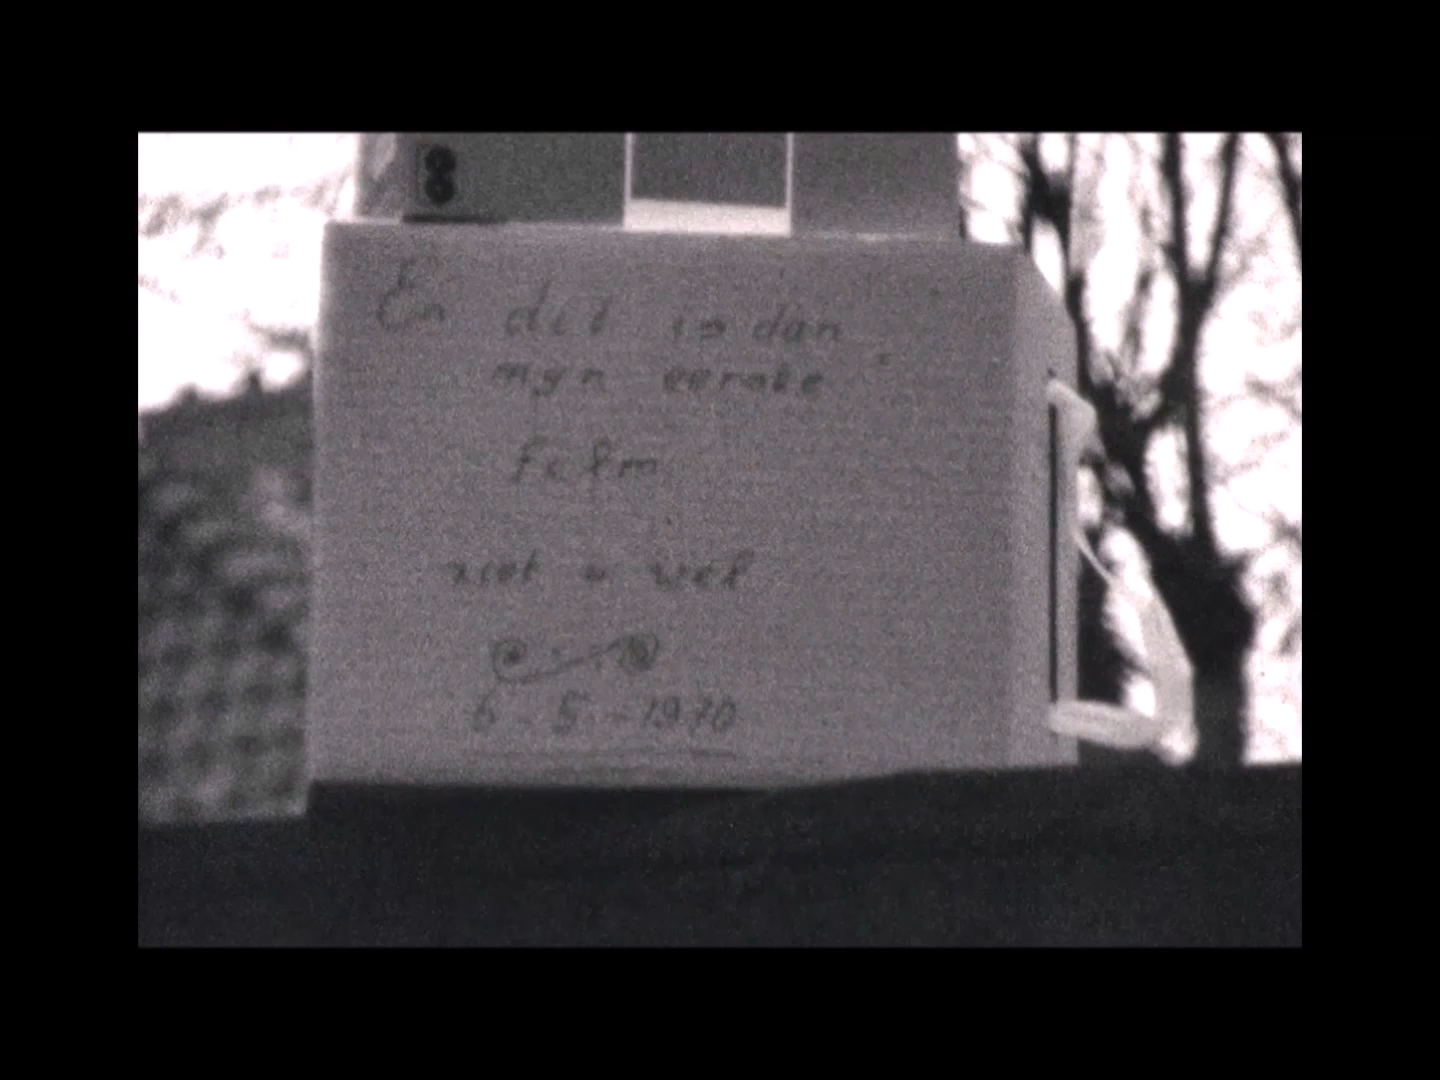 En dit is dan
myn eerste
Film
ziet u wel
6 - 5 - 1970